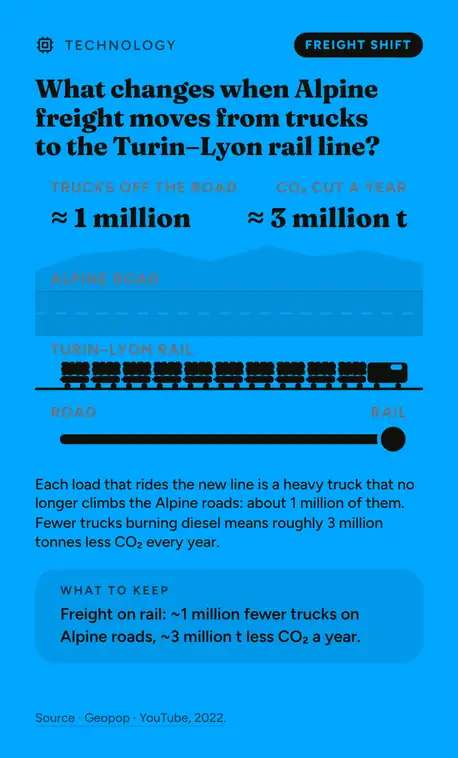 TECHNOLOGY
FREIGHT SHIFT
What changes when Alpine
freight moves from trucks
to the Turin–Lyon rail line?
TRUCKS OFF THE ROAD
CO₂ CUT A YEAR
≈ 1 million
≈ 3 million t
ALPINE ROAD
TURIN–LYON RAIL
ROAD
RAIL
Each load that rides the new line is a heavy truck that no
longer climbs the Alpine roads: about 1 million of them.
Fewer trucks burning diesel means roughly 3 million
tonnes less CO₂ every year.
WHAT TO KEEP
Freight on rail: ~1 million fewer trucks on
Alpine roads, ~3 million t less CO₂ a year.
Source · Geopop · YouTube, 2022.